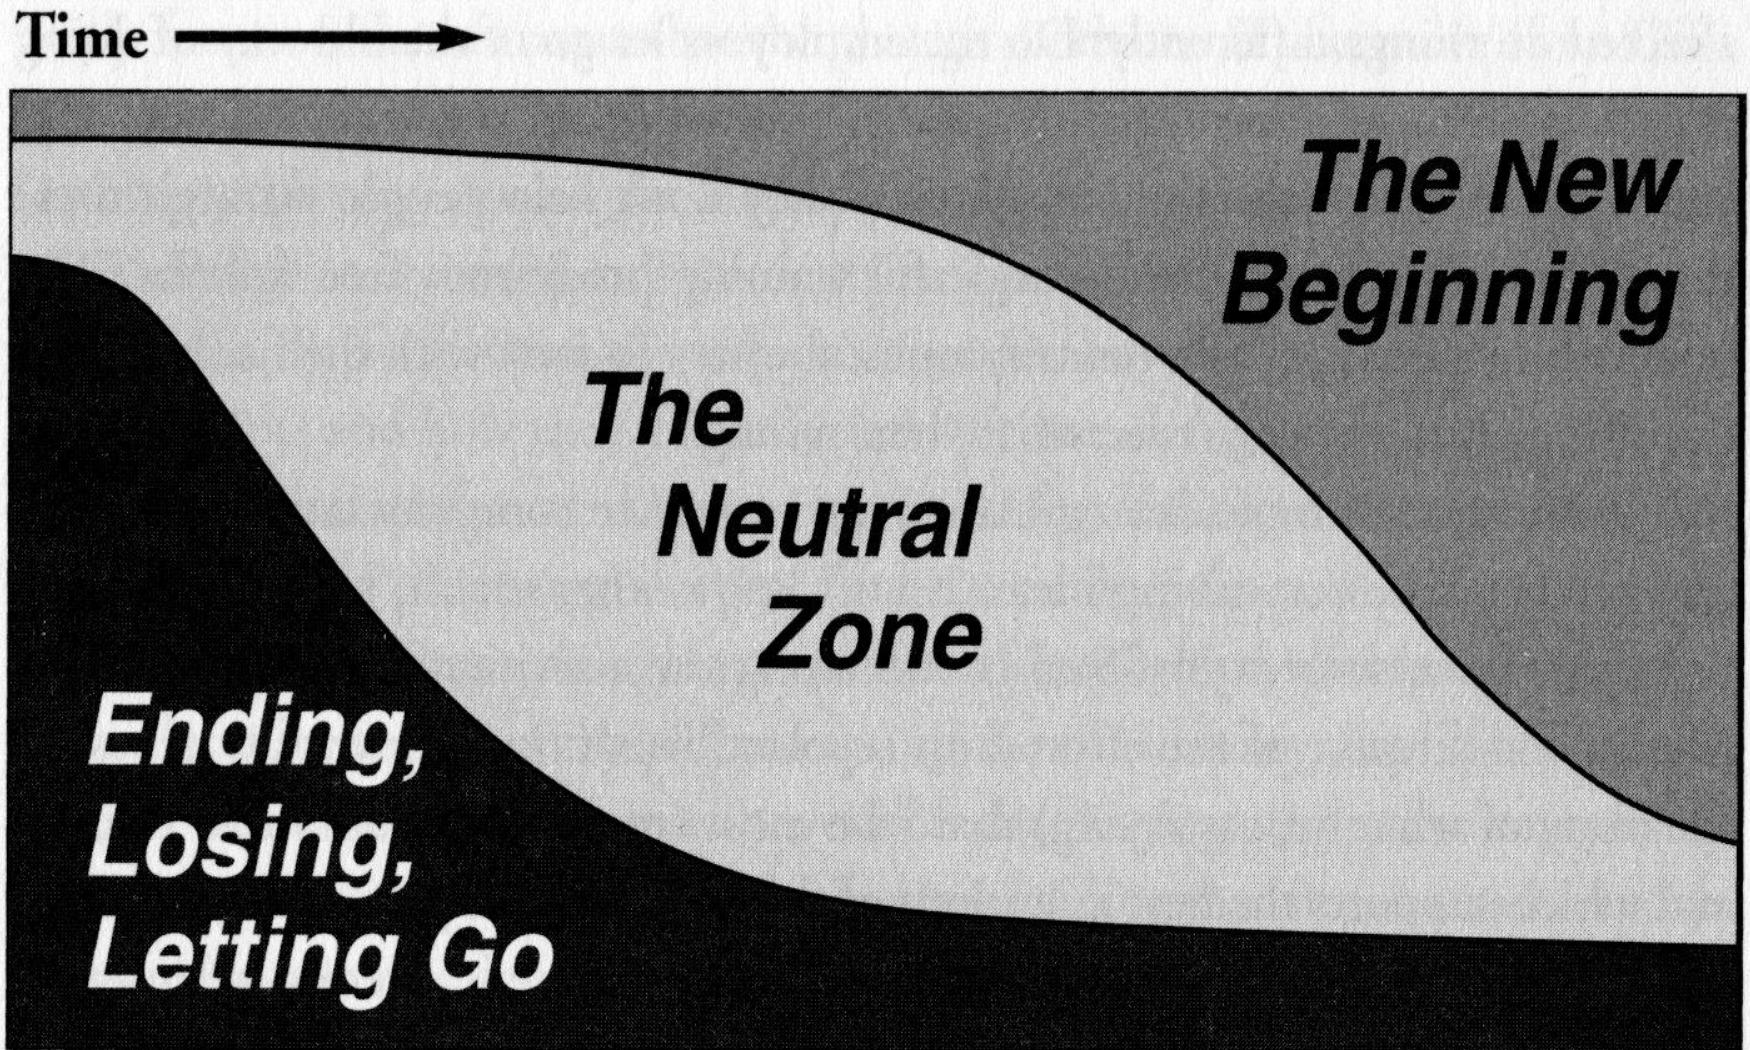 Time
The New
Beginning
The
Neutral
Zone
Ending,
Losing,
Letting Go